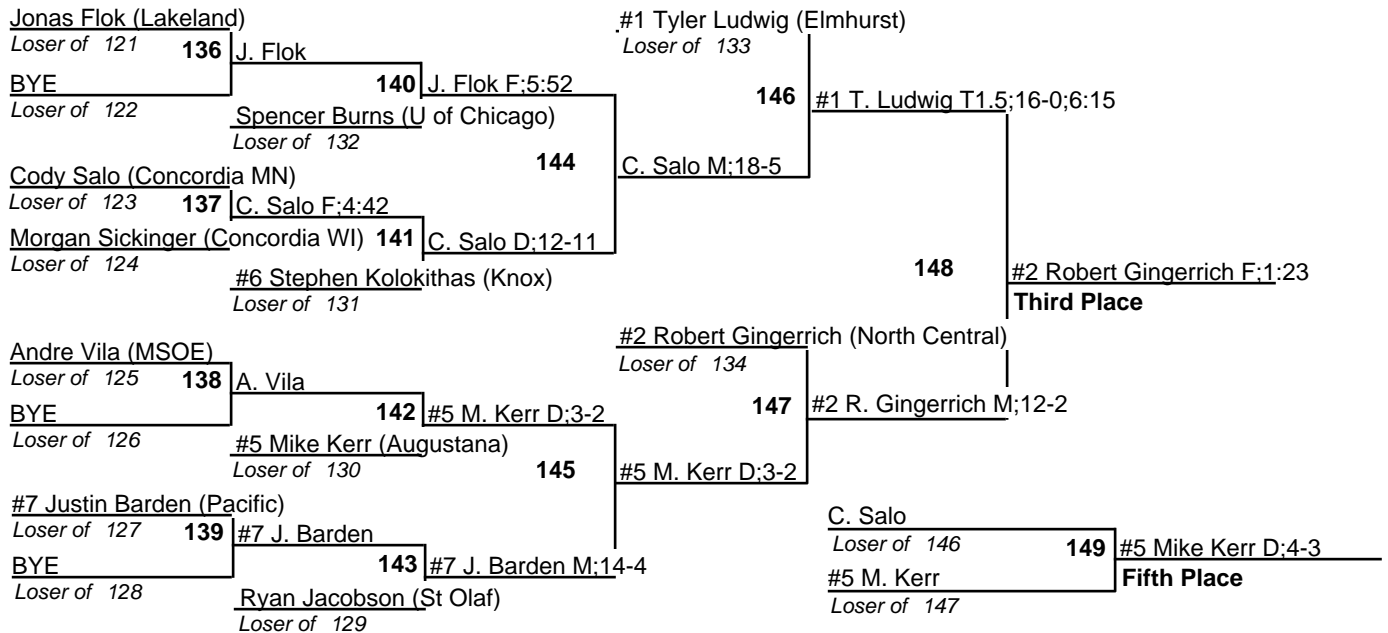 Jonas Flok (Lakeland)
Loser of 121
136
J. Flok
BYE
Loser of 122
140
J. Flok F;5:52
Spencer Burns (U of Chicago)
Loser of 132
144
Cody Salo (Concordia MN)
Loser of 123
137
C. Salo F;4:42
Morgan Sickinger (Concordia WI)
Loser of 124
141
C. Salo D;12-11
#6 Stephen Kolokithas (Knox)
Loser of 131
#1 Tyler Ludwig (Elmhurst)
Loser of 133
146
#1 T. Ludwig T1.5;16-0;6:15
C. Salo M;18-5
148
#2 Robert Gingerrich F;1:23
Third Place
Andre Vila (MSOE)
Loser of 125
138
A. Vila
BYE
Loser of 126
142
#5 M. Kerr D;3-2
#5 Mike Kerr (Augustana)
Loser of 130
145
#7 Justin Barden (Pacific)
Loser of 127
139
#7 J. Barden
BYE
Loser of 128
143
#7 J. Barden M;14-4
Ryan Jacobson (St Olaf)
Loser of 129
#2 Robert Gingerrich (North Central)
Loser of 134
147
#2 R. Gingerrich M;12-2
#5 M. Kerr D;3-2
C. Salo
Loser of 146
149
#5 Mike Kerr D;4-3
Fifth Place
#5 M. Kerr
Loser of 147